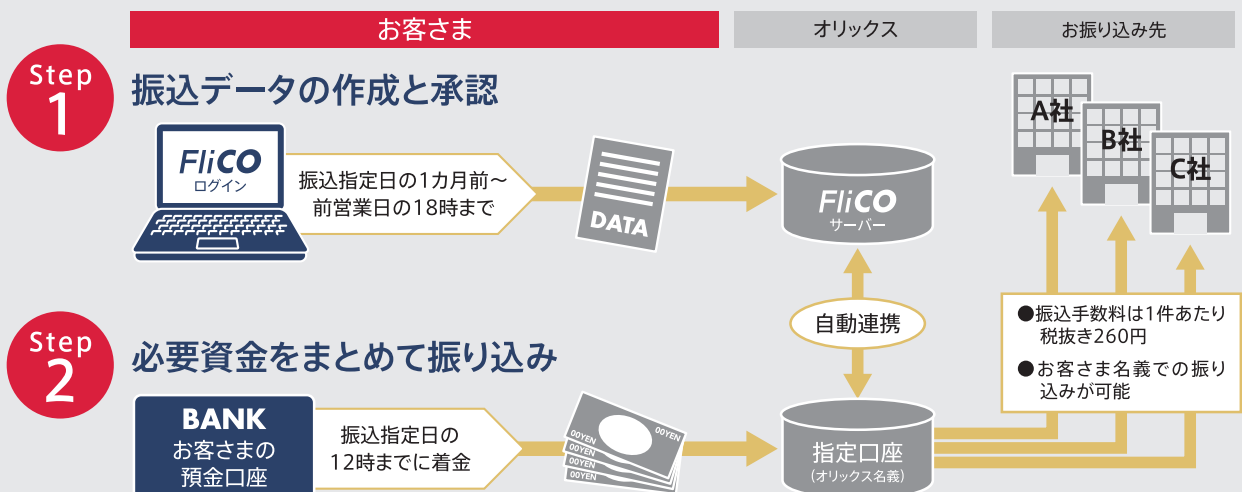 お客さま
オリックス
お振り込み先
Step
1
振込データの作成と承認
FliCO
ログイン
振込指定日の1カ月前～
前営業日の18時まで
DATA
FliCO
サーバー
A社
B社
C社
自動連携
●振込手数料は1件あたり
税抜き260円
●お客さま名義での振り
込みが可能
Step
2
必要資金をまとめて振り込み
BANK
お客さまの
預金口座
振込指定日の
12時までに着金
00YEN
00YEN
00YEN
00YEN
00YEN
指定口座
(オリックス名義)